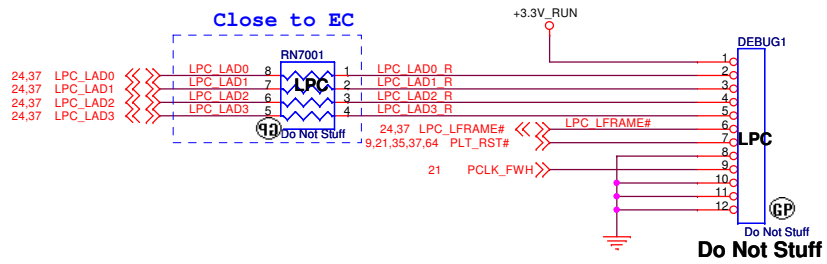 Close to EC
+3.3V_RUN
DEBUG1
RN7001
LPC
Do Not Stuff
24,37 LPC_LAD0 LPC_LAD0 8 1 LPC_LAD0_R
24,37 LPC_LAD1 LPC_LAD1 7 2 LPC_LAD1_R
24,37 LPC_LAD2 LPC_LAD2 6 3 LPC_LAD2_R
24,37 LPC_LAD3 LPC_LAD3 5 4 LPC_LAD3_R
GP
24,37 LPC_LFRAME# LPC_LFRAME#
9,21,35,37,64 PLT_RST#
21 PCLK_FWH
1
2
3
4
5
6
7
8
9
10
11
12
LPC
GP
Do Not Stuff
Do Not Stuff